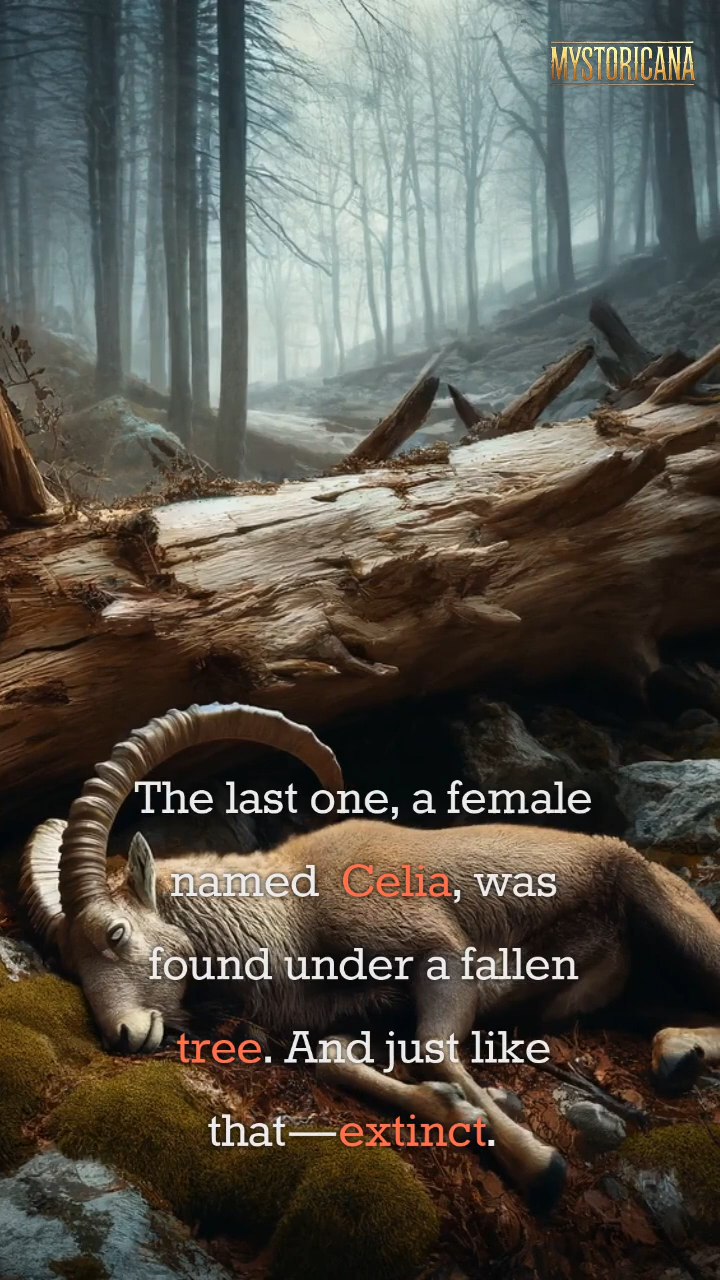 MYSTORICANA
The last one, a female
named Celia, was
found under a fallen
tree. And just like
that—extinct.